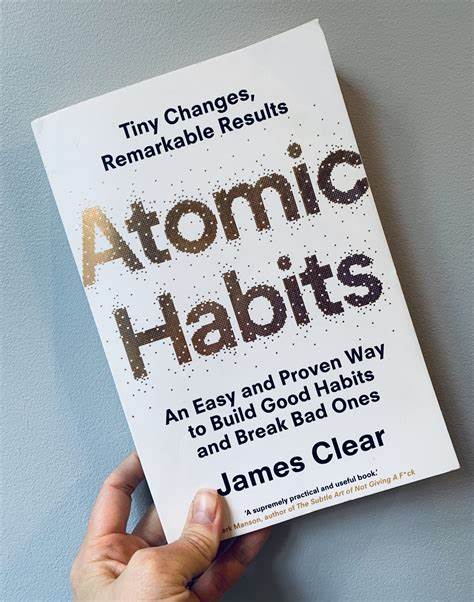 Tiny Changes,
Remarkable Results
Atomic
Habits
An Easy and Proven Way
to Build Good Habits
and Break Bad Ones
James Clear
'A supremely practical and useful book.'
Manson, author of The Subtle Art of Not Giving A F*ck